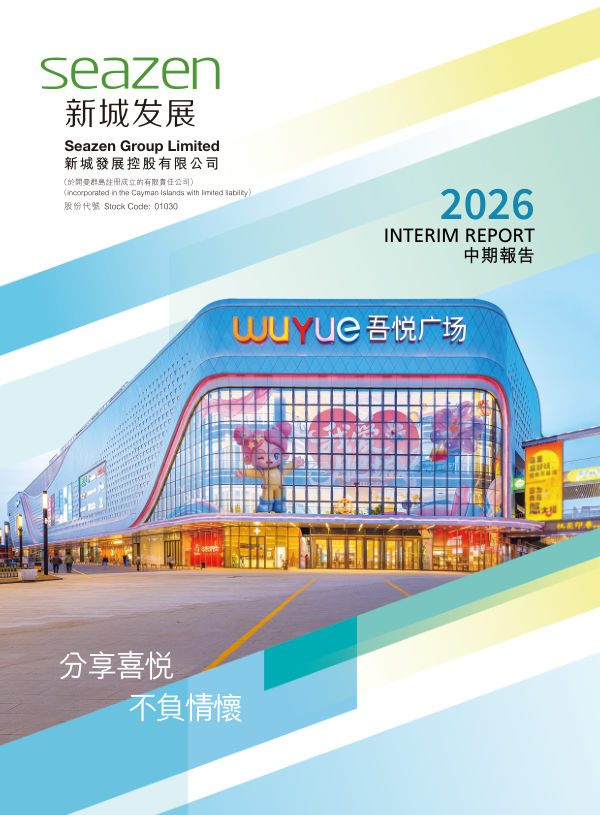 seazen
新城发展
Seazen Group Limited
新城發展控股有限公司
（於開曼群島註冊成立的有限責任公司）
(incorporated in the Cayman Islands with limited liability)
股份代號 Stock Code: 01030
2026
INTERIM REPORT
中期報告
wuyue 吾悦广场
分享喜悦
不負情懷